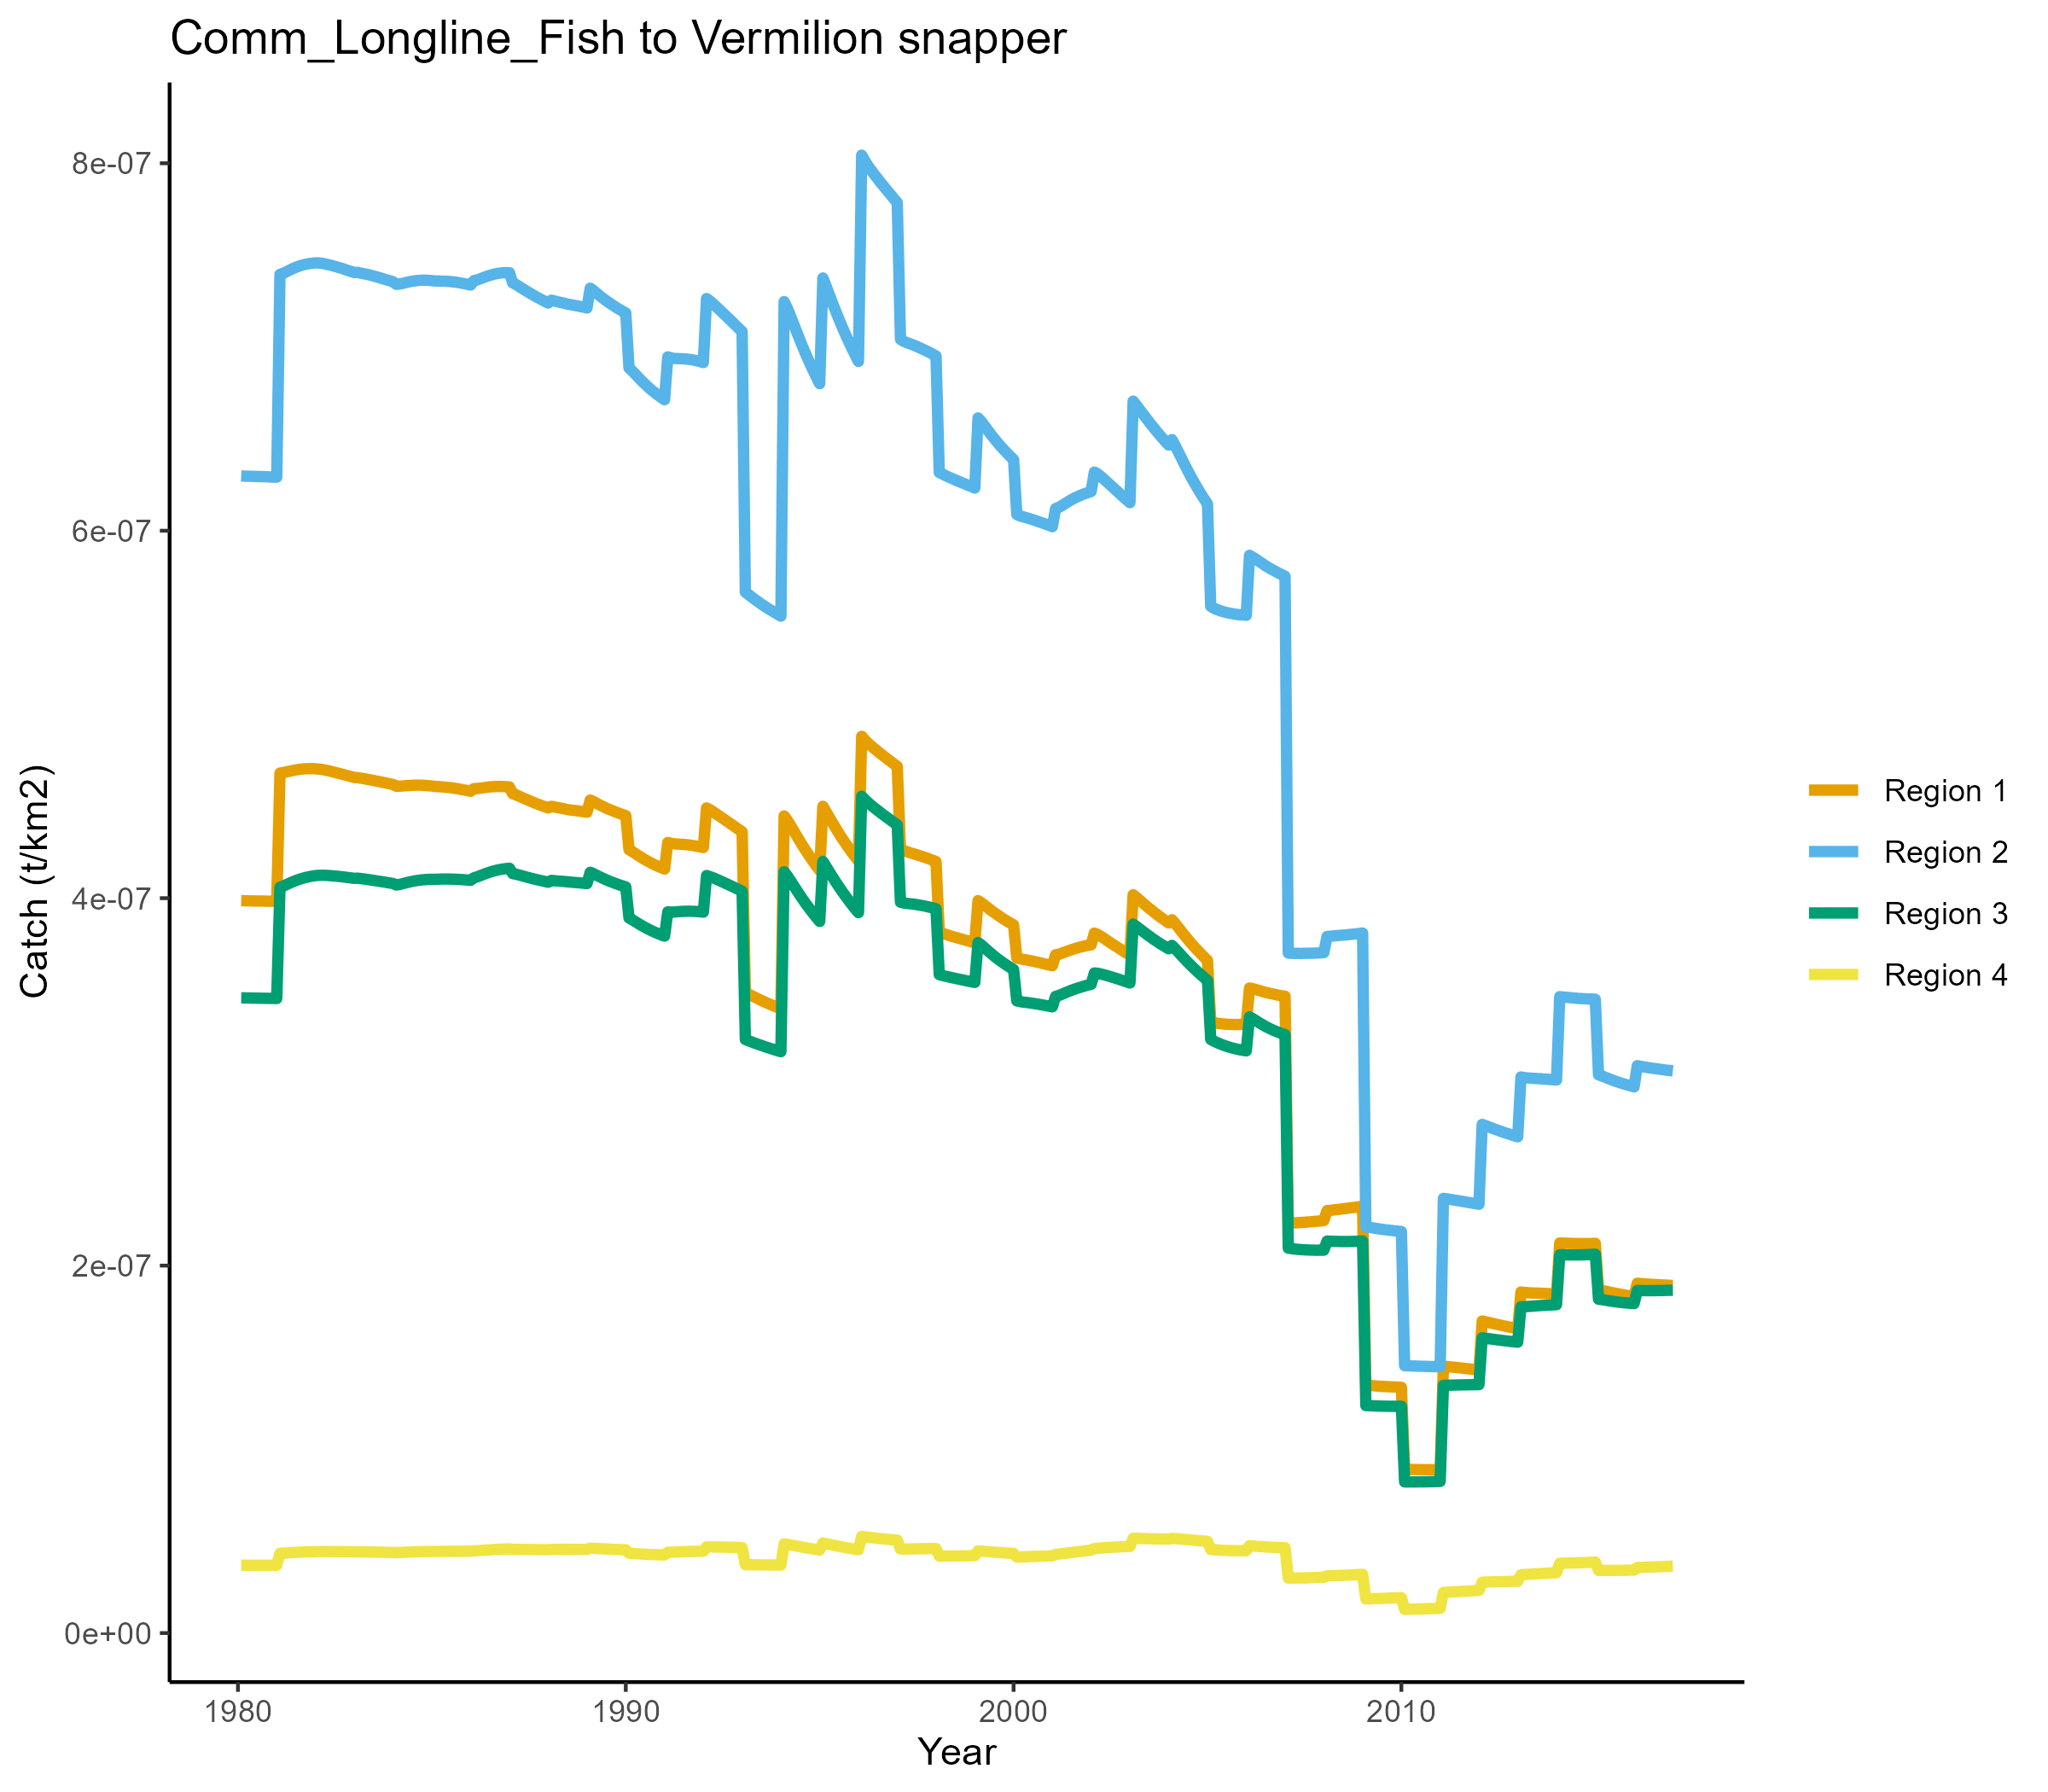 Comm_Longline_Fish to Vermilion snapper
Catch (t/km2)
8e-07
6e-07
4e-07
2e-07
0e+00
1980
1990
2000
2010
Year
Region 1
Region 2
Region 3
Region 4